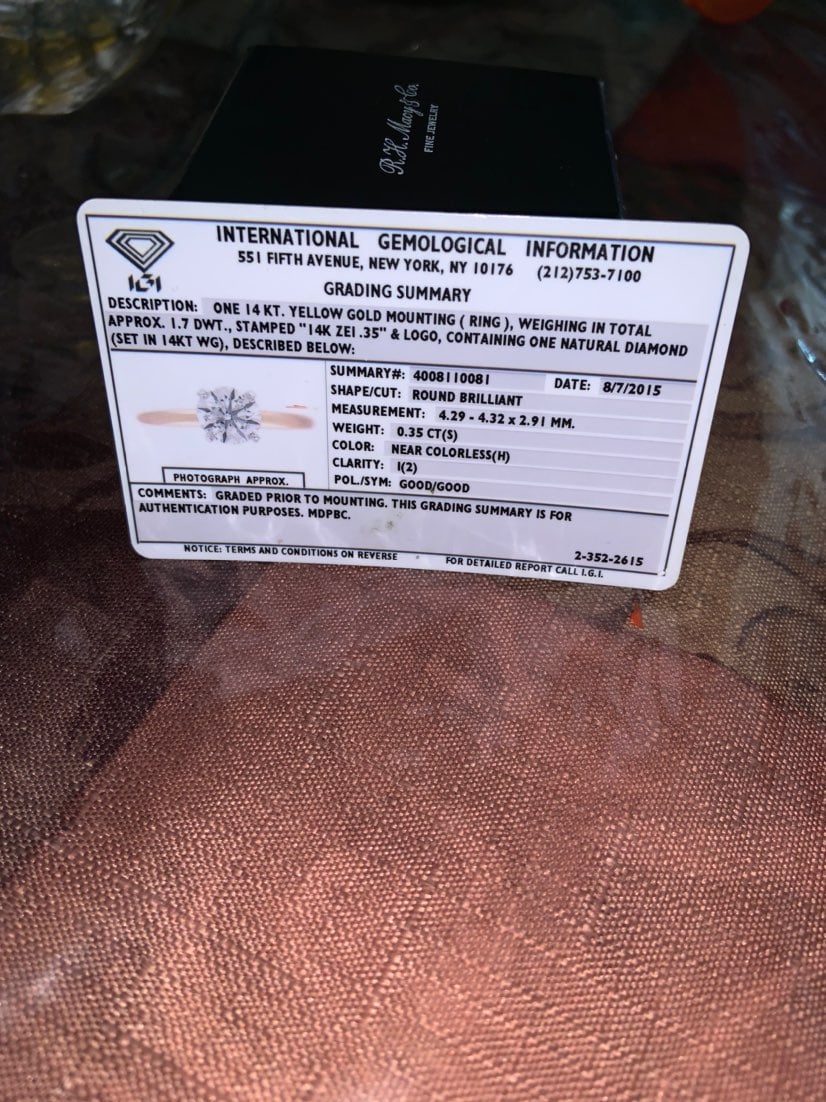 R.H. Macy & Co.
FINE JEWELRY
INTERNATIONAL GEMOLOGICAL INFORMATION
551 FIFTH AVENUE, NEW YORK, NY 10176 (212)753-7100
IGI
GRADING SUMMARY
DESCRIPTION: ONE 14 KT. YELLOW GOLD MOUNTING ( RING ), WEIGHING IN TOTAL
APPROX. 1.7 DWT., STAMPED "14K ZEI .35" & LOGO, CONTAINING ONE NATURAL DIAMOND
(SET IN 14KT WG), DESCRIBED BELOW:
SUMMARY#: 4008110081 DATE: 8/7/2015
SHAPE/CUT: ROUND BRILLIANT
MEASUREMENT: 4.29 - 4.32 x 2.91 MM.
WEIGHT: 0.35 CT(S)
COLOR: NEAR COLORLESS(H)
CLARITY: I(2)
POL./SYM: GOOD/GOOD
PHOTOGRAPH APPROX.
COMMENTS: GRADED PRIOR TO MOUNTING. THIS GRADING SUMMARY IS FOR
AUTHENTICATION PURPOSES. MDPBC.
2-352-2615
NOTICE: TERMS AND CONDITIONS ON REVERSE • FOR DETAILED REPORT CALL I.G.I.